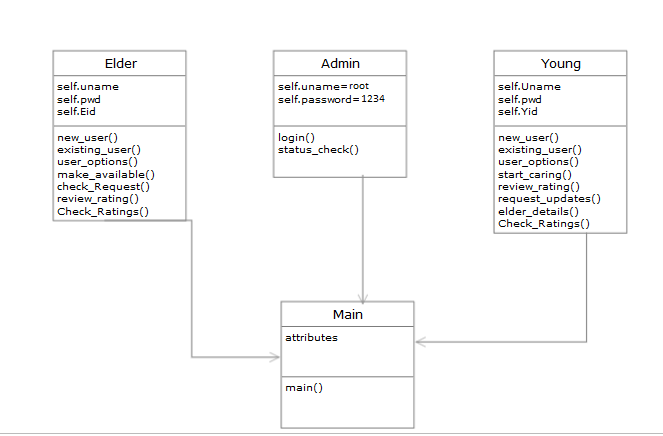 Elder
self.uname
self.pwd
self.Eid
new_user()
existing_user()
user_options()
make_available()
check_Request()
review_rating()
Check_Ratings()
Admin
self.uname=root
self.password=1234
login()
status_check()
Young
self.Uname
self.pwd
self.Yid
new_user()
existing_user()
user_options()
start_caring()
review_rating()
request_updates()
elder_details()
Check_Ratings()
Main
attributes
main()